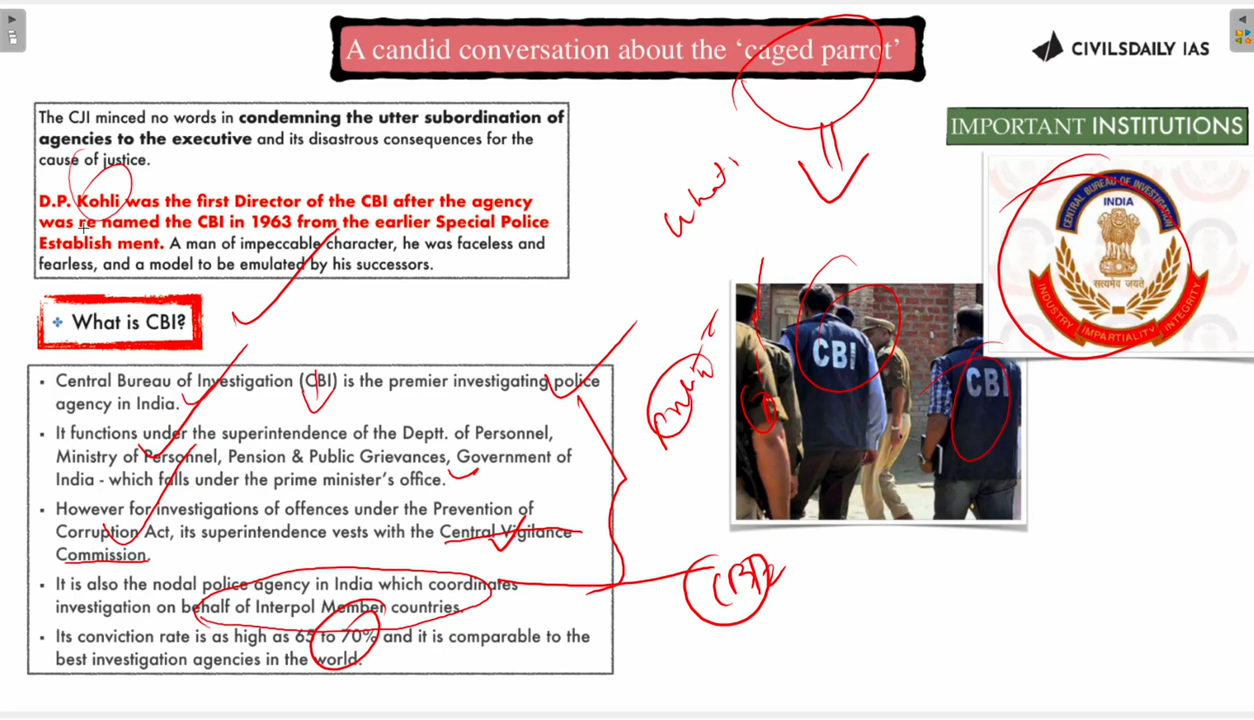 A candid conversation about the ‘caged parrot’
CIVILSDAILY IAS
The CJI minced no words in condemning the utter subordination of
agencies to the executive and its disastrous consequences for the
cause of justice.
D.P. Kohli was the first Director of the CBI after the agency
was re named the CBI in 1963 from the earlier Special Police
Establish ment. A man of impeccable character, he was faceless and
fearless, and a model to be emulated by his successors.
What is CBI?
Central Bureau of Investigation (CBI) is the premier investigating police
agency in India.
It functions under the superintendence of the Deptt. of Personnel,
Ministry of Personnel, Pension & Public Grievances, Government of
India - which falls under the prime minister’s office.
However for investigations of offences under the Prevention of
Corruption Act, its superintendence vests with the Central Vigilance
Commission.
It is also the nodal police agency in India which coordinates
investigation on behalf of Interpol Member countries.
Its conviction rate is as high as 65 to 70% and it is comparable to the
best investigation agencies in the world.
What
CBI
CBI
CBI
IMPORTANT INSTITUTIONS
CENTRAL BUREAU OF INVESTIGATION
INDIA
सत्यमेव जयते
INDUSTRY IMPARTIALITY INTEGRITY